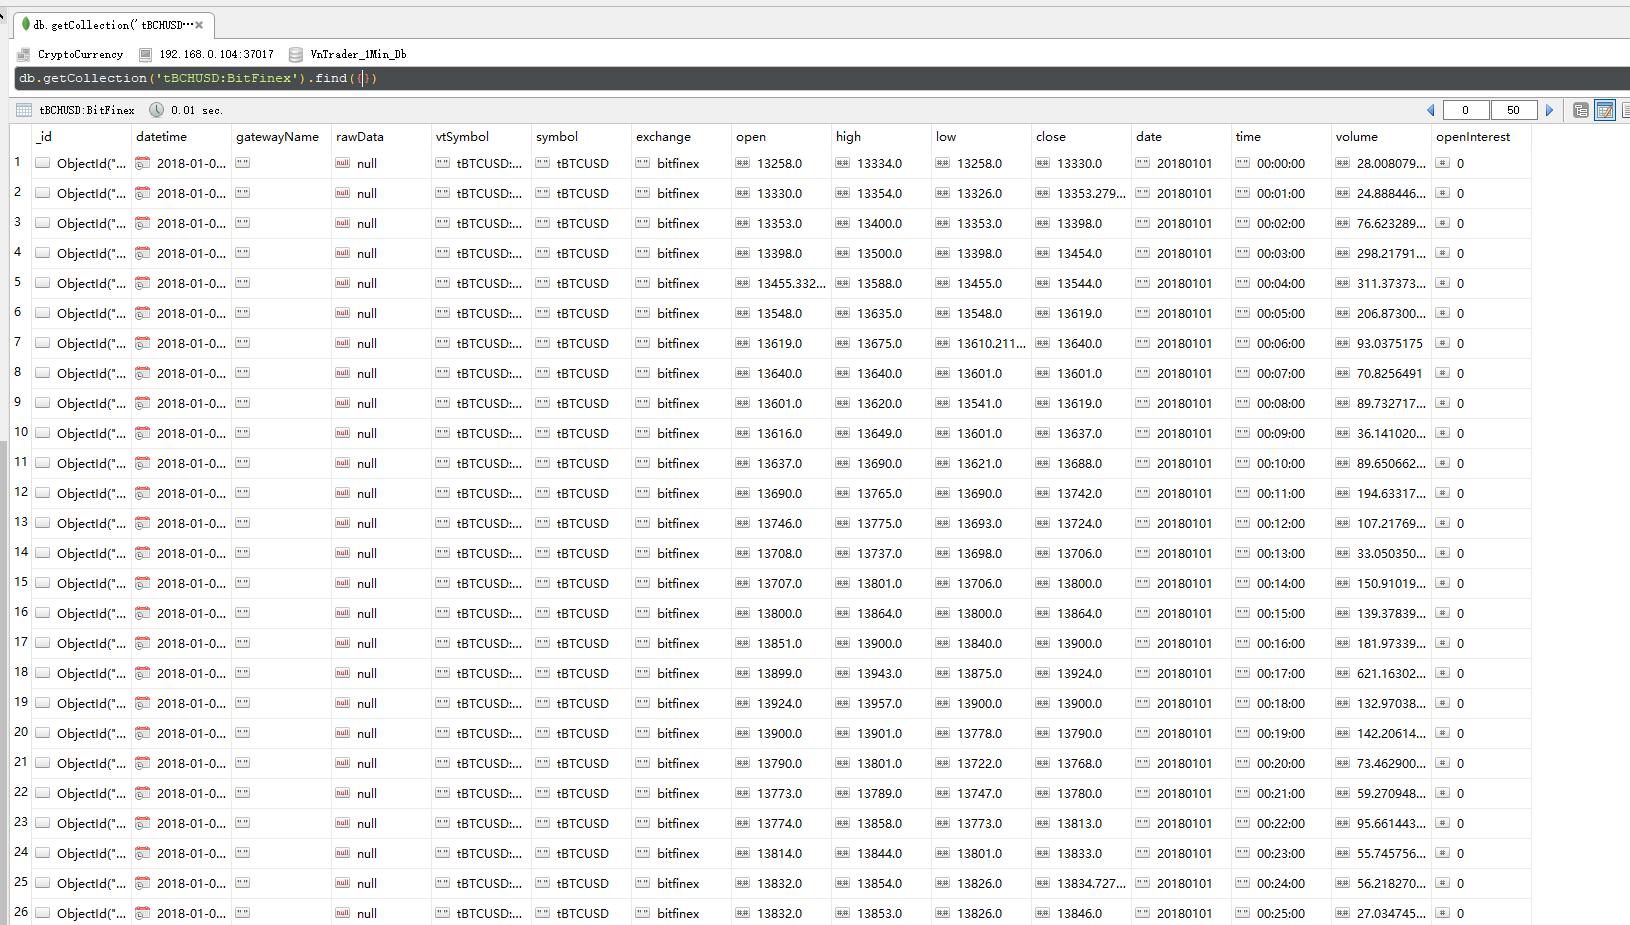 db.getCollection('tBCHUSD···
CryptoCurrency 192.168.0.104:37017 VnTrader_1Min_Db
db.getCollection('tBCHUSD:BitFinex').find({})
tBCHUSD:BitFinex 0.01 sec. 0 50
_id datetime gatewayName rawData vtSymbol symbol exchange open high low close date time volume openInterest
1 ObjectId("... 2018-01-0... "" null null "" tBTCUSD:... "" tBTCUSD "" bitfinex ## 13258.0 ## 13334.0 ## 13258.0 ## 13330.0 "" 20180101 "" 00:00:00 ## 28.008079... # 0
2 ObjectId("... 2018-01-0... "" null null "" tBTCUSD:... "" tBTCUSD "" bitfinex ## 13330.0 ## 13354.0 ## 13326.0 ## 13353.279... "" 20180101 "" 00:01:00 ## 24.888446... # 0
3 ObjectId("... 2018-01-0... "" null null "" tBTCUSD:... "" tBTCUSD "" bitfinex ## 13353.0 ## 13400.0 ## 13353.0 ## 13398.0 "" 20180101 "" 00:02:00 ## 76.623289... # 0
4 ObjectId("... 2018-01-0... "" null null "" tBTCUSD:... "" tBTCUSD "" bitfinex ## 13398.0 ## 13500.0 ## 13398.0 ## 13454.0 "" 20180101 "" 00:03:00 ## 298.21791... # 0
5 ObjectId("... 2018-01-0... "" null null "" tBTCUSD:... "" tBTCUSD "" bitfinex ## 13455.332... ## 13588.0 ## 13455.0 ## 13544.0 "" 20180101 "" 00:04:00 ## 311.37373... # 0
6 ObjectId("... 2018-01-0... "" null null "" tBTCUSD:... "" tBTCUSD "" bitfinex ## 13548.0 ## 13635.0 ## 13548.0 ## 13619.0 "" 20180101 "" 00:05:00 ## 206.87300... # 0
7 ObjectId("... 2018-01-0... "" null null "" tBTCUSD:... "" tBTCUSD "" bitfinex ## 13619.0 ## 13675.0 ## 13610.211... ## 13640.0 "" 20180101 "" 00:06:00 ## 93.0375175 # 0
8 ObjectId("... 2018-01-0... "" null null "" tBTCUSD:... "" tBTCUSD "" bitfinex ## 13640.0 ## 13640.0 ## 13601.0 ## 13601.0 "" 20180101 "" 00:07:00 ## 70.8256491 # 0
9 ObjectId("... 2018-01-0... "" null null "" tBTCUSD:... "" tBTCUSD "" bitfinex ## 13601.0 ## 13620.0 ## 13541.0 ## 13619.0 "" 20180101 "" 00:08:00 ## 89.732717... # 0
10 ObjectId("... 2018-01-0... "" null null "" tBTCUSD:... "" tBTCUSD "" bitfinex ## 13616.0 ## 13649.0 ## 13601.0 ## 13637.0 "" 20180101 "" 00:09:00 ## 36.141020... # 0
11 ObjectId("... 2018-01-0... "" null null "" tBTCUSD:... "" tBTCUSD "" bitfinex ## 13637.0 ## 13690.0 ## 13621.0 ## 13688.0 "" 20180101 "" 00:10:00 ## 89.650662... # 0
12 ObjectId("... 2018-01-0... "" null null "" tBTCUSD:... "" tBTCUSD "" bitfinex ## 13690.0 ## 13765.0 ## 13690.0 ## 13742.0 "" 20180101 "" 00:11:00 ## 194.63317... # 0
13 ObjectId("... 2018-01-0... "" null null "" tBTCUSD:... "" tBTCUSD "" bitfinex ## 13746.0 ## 13775.0 ## 13693.0 ## 13724.0 "" 20180101 "" 00:12:00 ## 107.21769... # 0
14 ObjectId("... 2018-01-0... "" null null "" tBTCUSD:... "" tBTCUSD "" bitfinex ## 13708.0 ## 13737.0 ## 13698.0 ## 13706.0 "" 20180101 "" 00:13:00 ## 33.050350... # 0
15 ObjectId("... 2018-01-0... "" null null "" tBTCUSD:... "" tBTCUSD "" bitfinex ## 13707.0 ## 13801.0 ## 13706.0 ## 13800.0 "" 20180101 "" 00:14:00 ## 150.91019... # 0
16 ObjectId("... 2018-01-0... "" null null "" tBTCUSD:... "" tBTCUSD "" bitfinex ## 13800.0 ## 13864.0 ## 13800.0 ## 13864.0 "" 20180101 "" 00:15:00 ## 139.37839... # 0
17 ObjectId("... 2018-01-0... "" null null "" tBTCUSD:... "" tBTCUSD "" bitfinex ## 13851.0 ## 13900.0 ## 13840.0 ## 13900.0 "" 20180101 "" 00:16:00 ## 181.97339... # 0
18 ObjectId("... 2018-01-0... "" null null "" tBTCUSD:... "" tBTCUSD "" bitfinex ## 13899.0 ## 13943.0 ## 13875.0 ## 13924.0 "" 20180101 "" 00:17:00 ## 621.16302... # 0
19 ObjectId("... 2018-01-0... "" null null "" tBTCUSD:... "" tBTCUSD "" bitfinex ## 13924.0 ## 13957.0 ## 13900.0 ## 13900.0 "" 20180101 "" 00:18:00 ## 132.97038... # 0
20 ObjectId("... 2018-01-0... "" null null "" tBTCUSD:... "" tBTCUSD "" bitfinex ## 13900.0 ## 13901.0 ## 13778.0 ## 13790.0 "" 20180101 "" 00:19:00 ## 142.20614... # 0
21 ObjectId("... 2018-01-0... "" null null "" tBTCUSD:... "" tBTCUSD "" bitfinex ## 13790.0 ## 13801.0 ## 13722.0 ## 13768.0 "" 20180101 "" 00:20:00 ## 73.462900... # 0
22 ObjectId("... 2018-01-0... "" null null "" tBTCUSD:... "" tBTCUSD "" bitfinex ## 13773.0 ## 13789.0 ## 13747.0 ## 13780.0 "" 20180101 "" 00:21:00 ## 59.270948... # 0
23 ObjectId("... 2018-01-0... "" null null "" tBTCUSD:... "" tBTCUSD "" bitfinex ## 13774.0 ## 13858.0 ## 13773.0 ## 13813.0 "" 20180101 "" 00:22:00 ## 95.661443... # 0
24 ObjectId("... 2018-01-0... "" null null "" tBTCUSD:... "" tBTCUSD "" bitfinex ## 13814.0 ## 13844.0 ## 13801.0 ## 13833.0 "" 20180101 "" 00:23:00 ## 55.745756... # 0
25 ObjectId("... 2018-01-0... "" null null "" tBTCUSD:... "" tBTCUSD "" bitfinex ## 13832.0 ## 13854.0 ## 13826.0 ## 13834.727... "" 20180101 "" 00:24:00 ## 56.218270... # 0
26 ObjectId("... 2018-01-0... "" null null "" tBTCUSD:... "" tBTCUSD "" bitfinex ## 13832.0 ## 13853.0 ## 13826.0 ## 13846.0 "" 20180101 "" 00:25:00 ## 27.034745... # 0